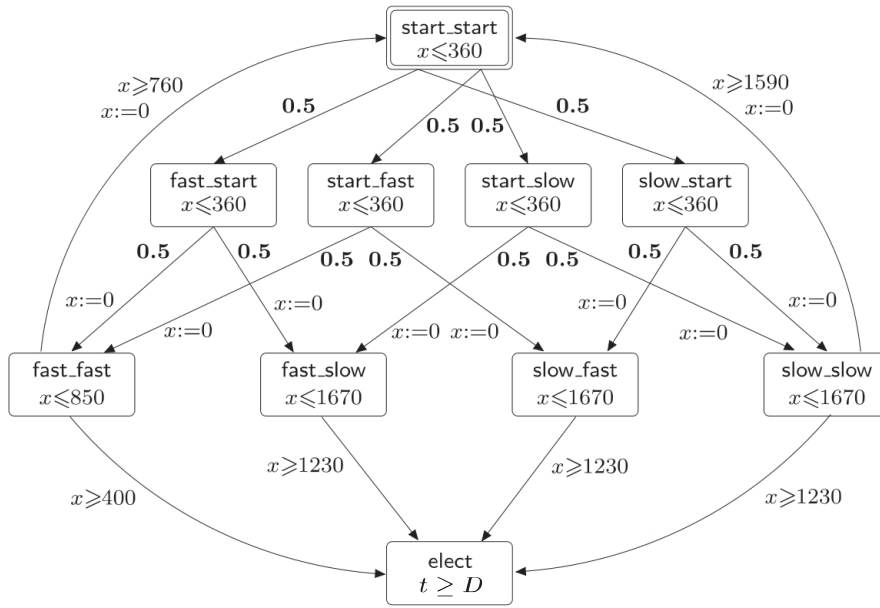 start_start
x⩽360
x⩾760
x:=0
x⩾1590
x:=0
0.5
0.5 0.5
0.5
fast_start
x⩽360
start_fast
x⩽360
start_slow
x⩽360
slow_start
x⩽360
0.5 0.5
0.5 0.5
0.5 0.5
0.5 0.5
x:=0
x:=0
x:=0
x:=0
x:=0
x:=0
x:=0
x:=0
fast_fast
x⩽850
fast_slow
x⩽1670
slow_fast
x⩽1670
slow_slow
x⩽1670
x⩾400
x⩾1230
x⩾1230
x⩾1230
elect
t ≥ D